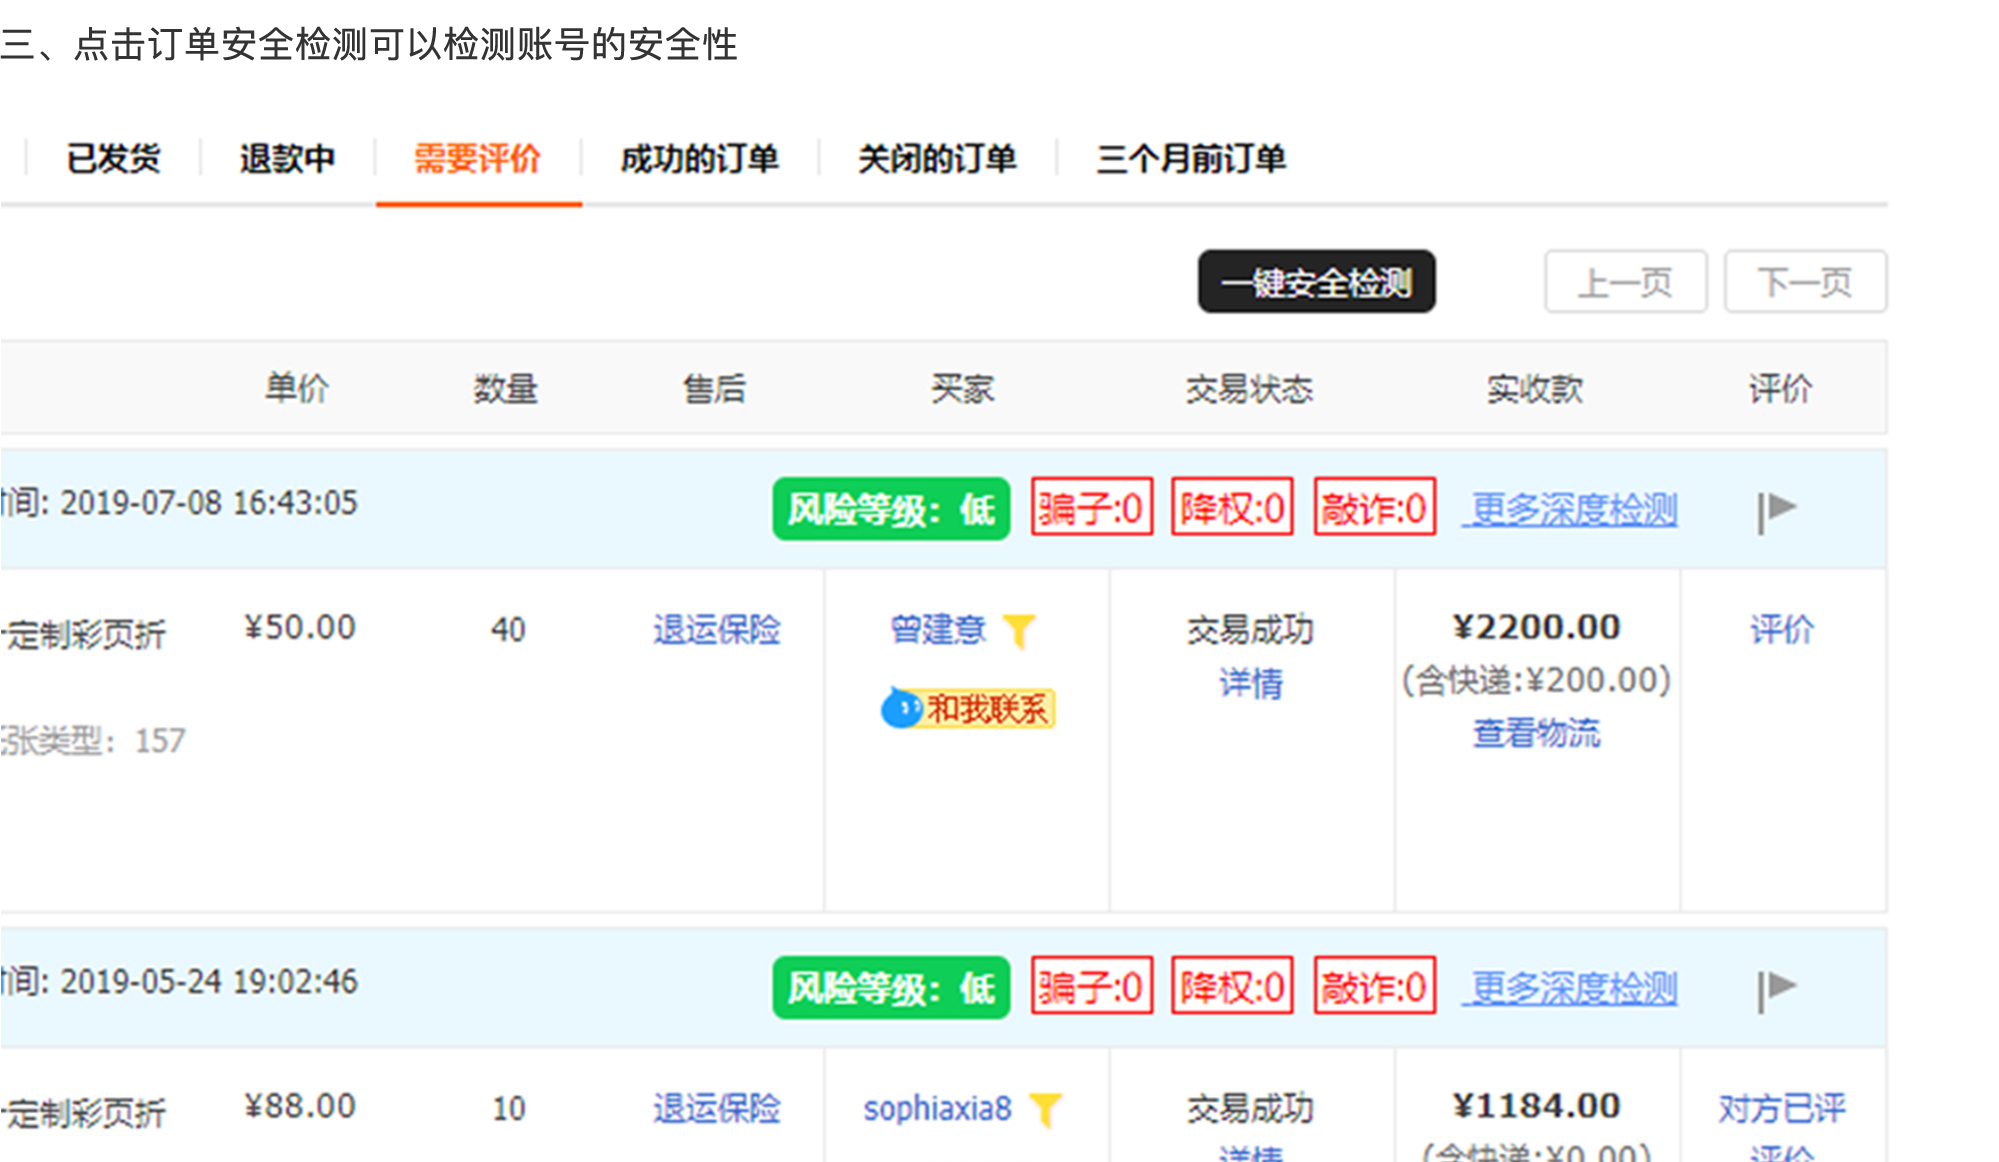 三、点击订单安全检测可以检测账号的安全性
已发货 退款中 需要评价 成功的订单 关闭的订单 三个月前订单
一键安全检测 上一页 下一页
单价 数量 售后 买家 交易状态 实收款 评价
间: 2019-07-08 16:43:05 风险等级：低 骗子:0 降权:0 敲诈:0 更多深度检测
定制彩页折 ¥50.00 40 退运保险 曾建意 交易成功 ¥2200.00 评价
详情 (含快递:¥200.00)
和我联系
张类型：157 查看物流
间: 2019-05-24 19:02:46 风险等级：低 骗子:0 降权:0 敲诈:0 更多深度检测
定制彩页折 ¥88.00 10 退运保险 sophiaxia8 交易成功 ¥1184.00 对方已评
详情 (含快递:¥0.00) 评价